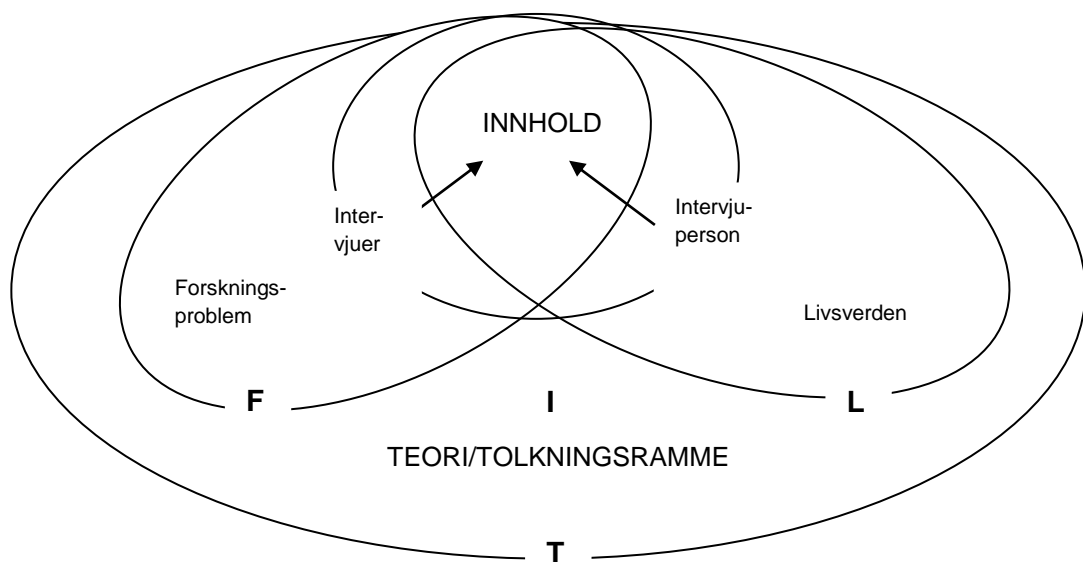 INNHOLD
Inter-
vjuer
Intervju-
person
Forsknings-
problem
Livsverden
F
I
L
TEORI/TOLKNINGSRAMME
T